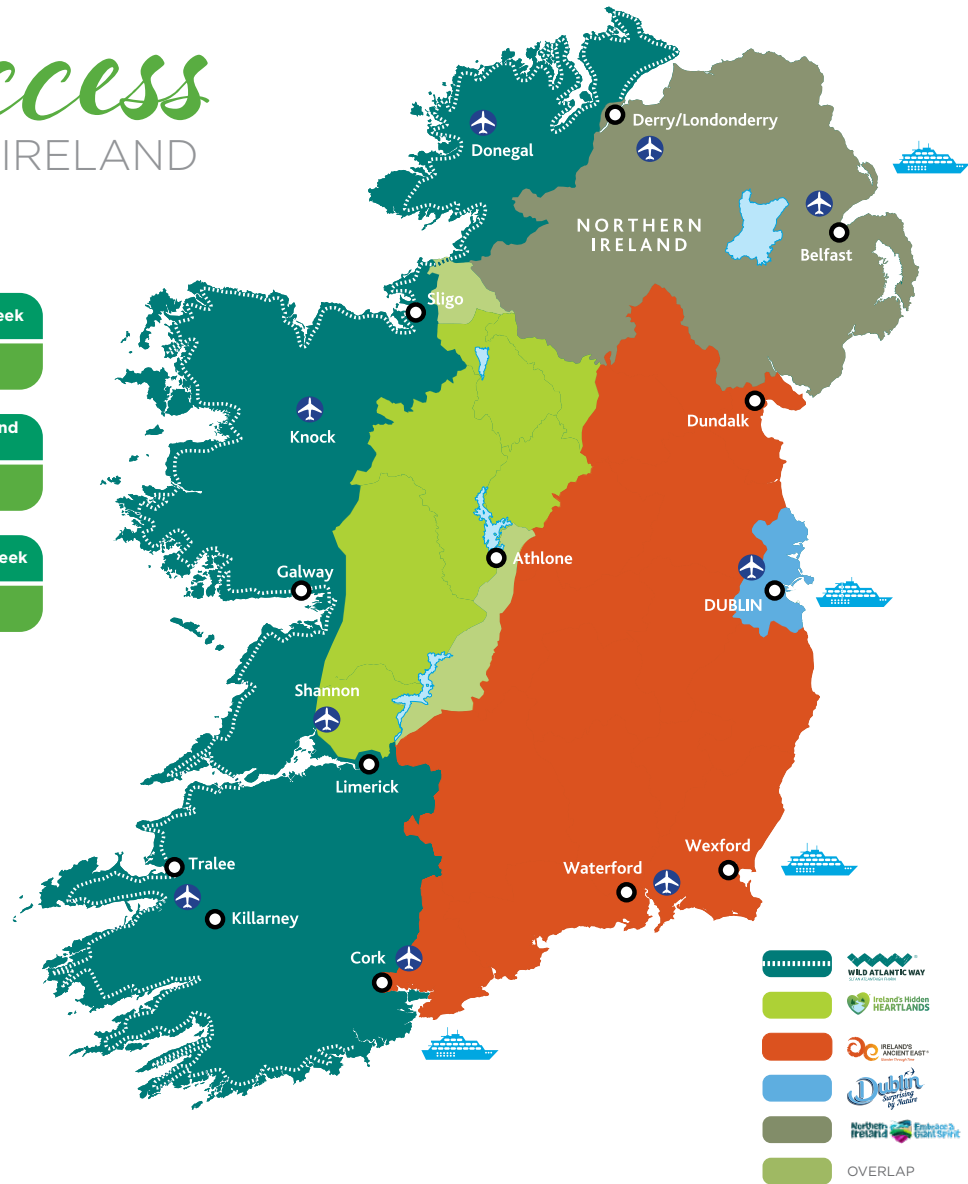 ccess
IRELAND
eek
nd
eek
Donegal
Derry/Londonderry
NORTHERN
IRELAND
Belfast
Sligo
Knock
Dundalk
Galway
Athlone
DUBLIN
Shannon
Limerick
Tralee
Killarney
Waterford
Wexford
Cork
WILD ATLANTIC WAY
Ireland's Hidden
HEARTLANDS
IRELAND'S
ANCIENT EAST
Dublin
Surprising
by Nature
Northern
Ireland
Embrace a
Giant Spirit
OVERLAP